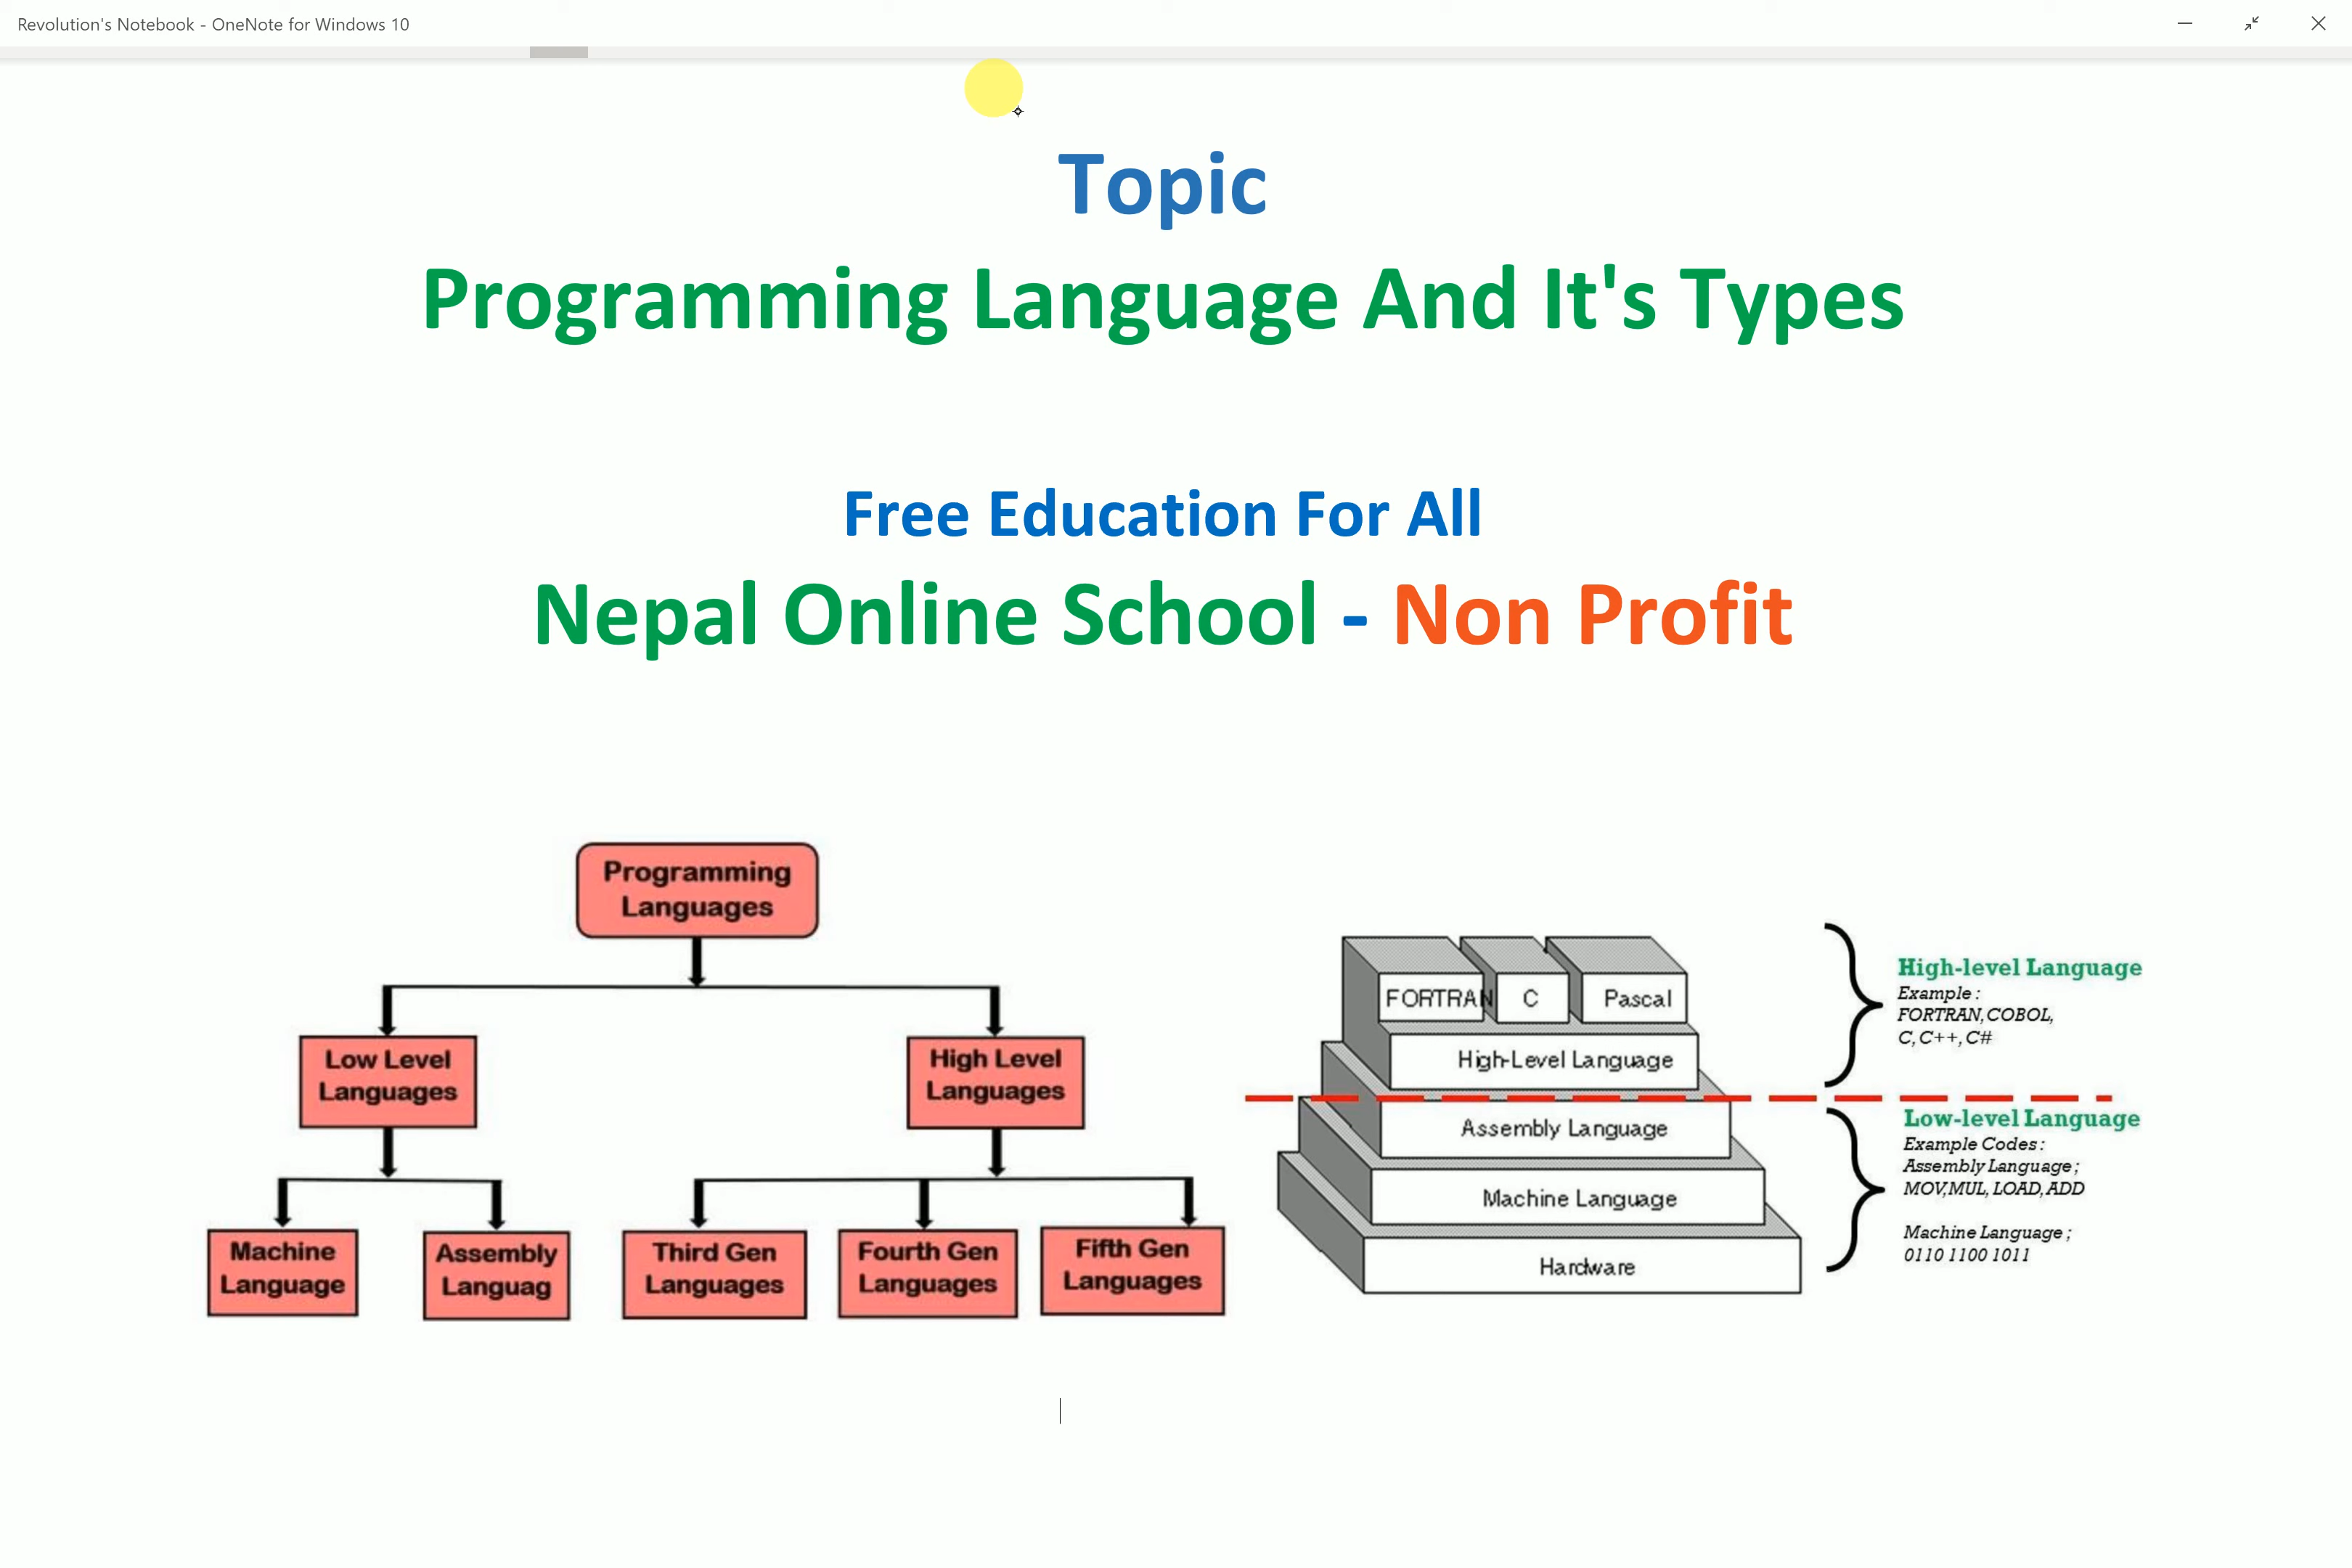 Revolution's Notebook - OneNote for Windows 10
Topic
Programming Language And It's Types
Free Education For All
Nepal Online School - Non Profit
Programming
Languages
Low Level
Languages
High Level
Languages
Machine
Language
Assembly
Languag
Third Gen
Languages
Fourth Gen
Languages
Fifth Gen
Languages
FORTRAN
C
Pascal
High-Level Language
Assembly Language
Machine Language
Hardware
High-level Language
Example :
FORTRAN, COBOL,
C, C++, C#
Low-level Language
Example Codes :
Assembly Language ;
MOV,MUL, LOAD, ADD
Machine Language ;
0110 1100 1011